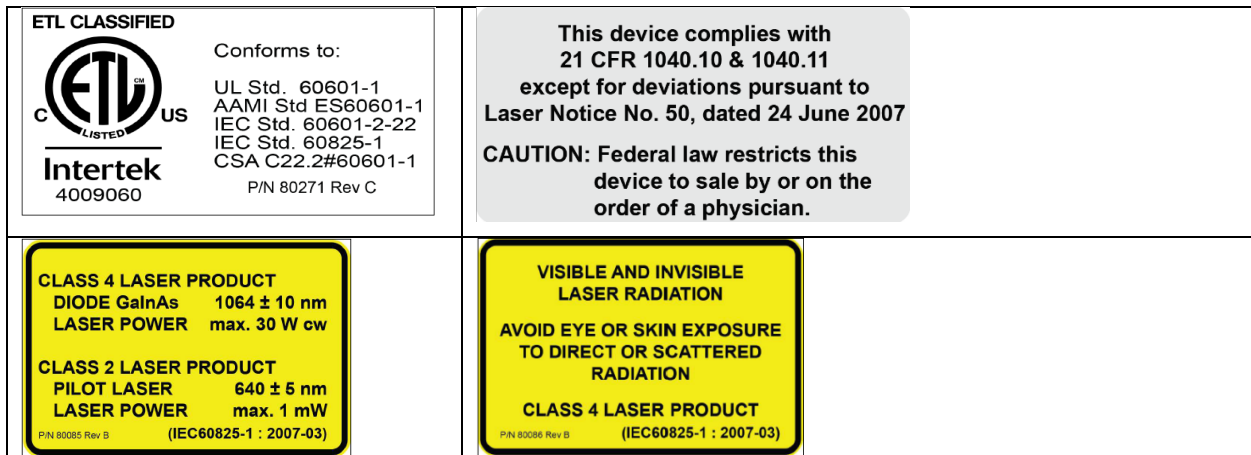 ETL CLASSIFIED
ETL CM
C US
LISTED
Intertek
4009060
Conforms to:
UL Std. 60601-1
AAMI Std ES60601-1
IEC Std. 60601-2-22
IEC Std. 60825-1
CSA C22.2#60601-1
P/N 80271 Rev C
This device complies with
21 CFR 1040.10 & 1040.11
except for deviations pursuant to
Laser Notice No. 50, dated 24 June 2007
CAUTION: Federal law restricts this
device to sale by or on the
order of a physician.
CLASS 4 LASER PRODUCT
DIODE GaInAs 1064 ± 10 nm
LASER POWER max. 30 W cw
CLASS 2 LASER PRODUCT
PILOT LASER 640 ± 5 nm
LASER POWER max. 1 mW
P/N 80085 Rev B (IEC60825-1 : 2007-03)
VISIBLE AND INVISIBLE
LASER RADIATION
AVOID EYE OR SKIN EXPOSURE
TO DIRECT OR SCATTERED
RADIATION
CLASS 4 LASER PRODUCT
P/N 80086 Rev B (IEC60825-1 : 2007-03)